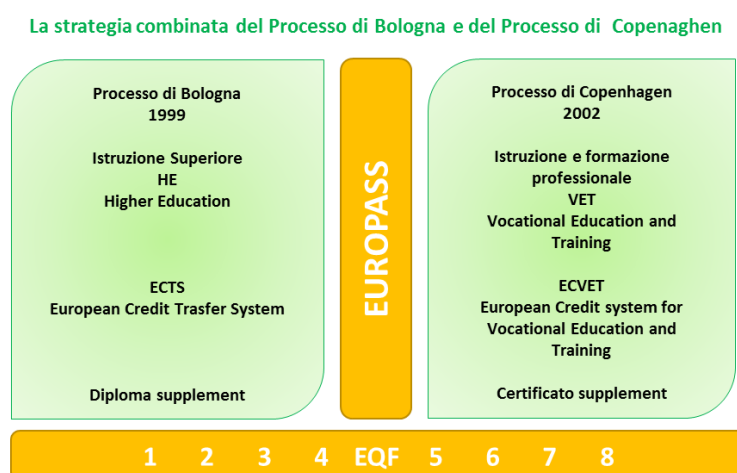 La strategia combinata del Processo di Bologna e del Processo di Copenaghen
Processo di Bologna
1999
Istruzione Superiore
HE
Higher Education
ECTS
European Credit Trasfer System
Diploma supplement
EUROPASS
Processo di Copenhagen
2002
Istruzione e formazione
professionale
VET
Vocational Education and
Training
ECVET
European Credit system for
Vocational Education and
Training
Certificato supplement
1 2 3 4 EQF 5 6 7 8